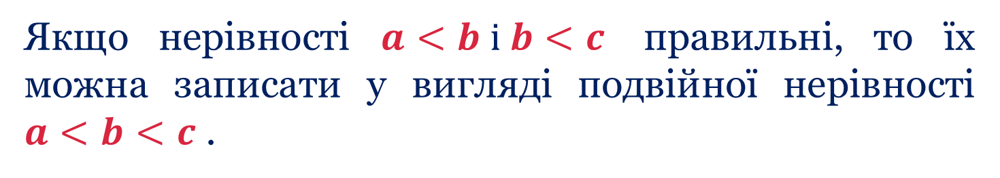 Якщо нерівності a < b і b < c правильні, то їх
можна записати у вигляді подвійної нерівності
a < b < c .